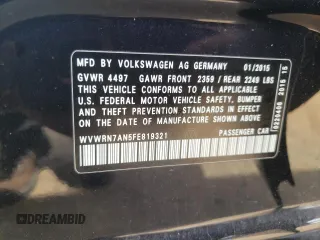 MFD BY VOLKSWAGEN AG GERMANY 01/2015
GVWR 4497 GAWR FRONT 2359 / REAR 2249 LBS
THIS VEHICLE CONFORMS TO ALL APPLICABLE
U.S. FEDERAL MOTOR VEHICLE SAFETY, BUMPER
AND THEFT PREVENTION STANDARDS IN EFFECT
ON THE DATE OF MANUFACTURE SHOWN ABOVE.
WVWRN7AN5FE819321 PASSENGER CAR
© DREAMBID